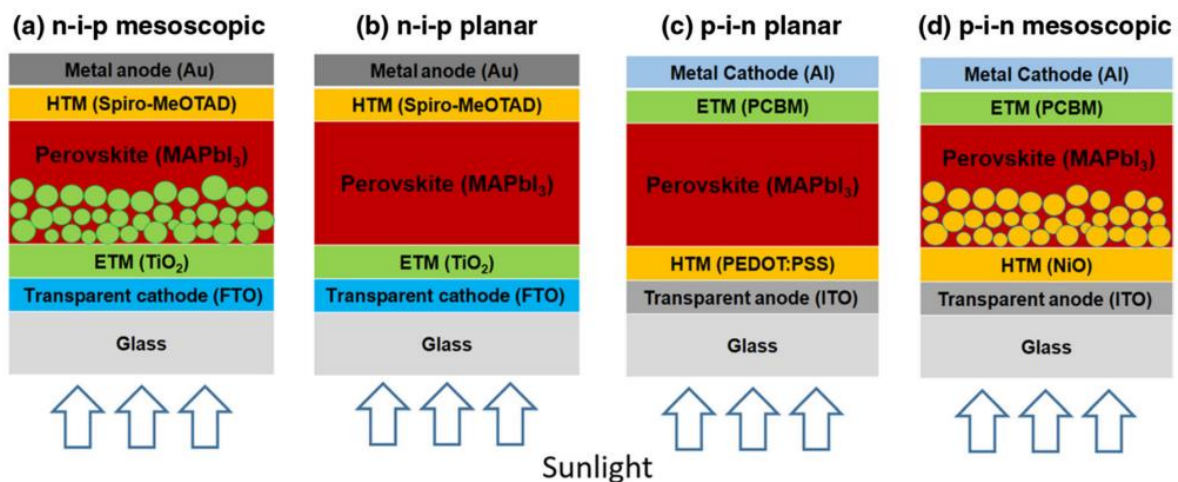 (a) n-i-p mesoscopic
Metal anode (Au)
HTM (Spiro-MeOTAD)
Perovskite (MAPbI₃)
ETM (TiO₂)
Transparent cathode (FTO)
Glass
(b) n-i-p planar
Metal anode (Au)
HTM (Spiro-MeOTAD)
Perovskite (MAPbI₃)
ETM (TiO₂)
Transparent cathode (FTO)
Glass
(c) p-i-n planar
Metal Cathode (Al)
ETM (PCBM)
Perovskite (MAPbI₃)
HTM (PEDOT:PSS)
Transparent anode (ITO)
Glass
(d) p-i-n mesoscopic
Metal Cathode (Al)
ETM (PCBM)
Perovskite (MAPbI₃)
HTM (NiO)
Transparent anode (ITO)
Glass
Sunlight